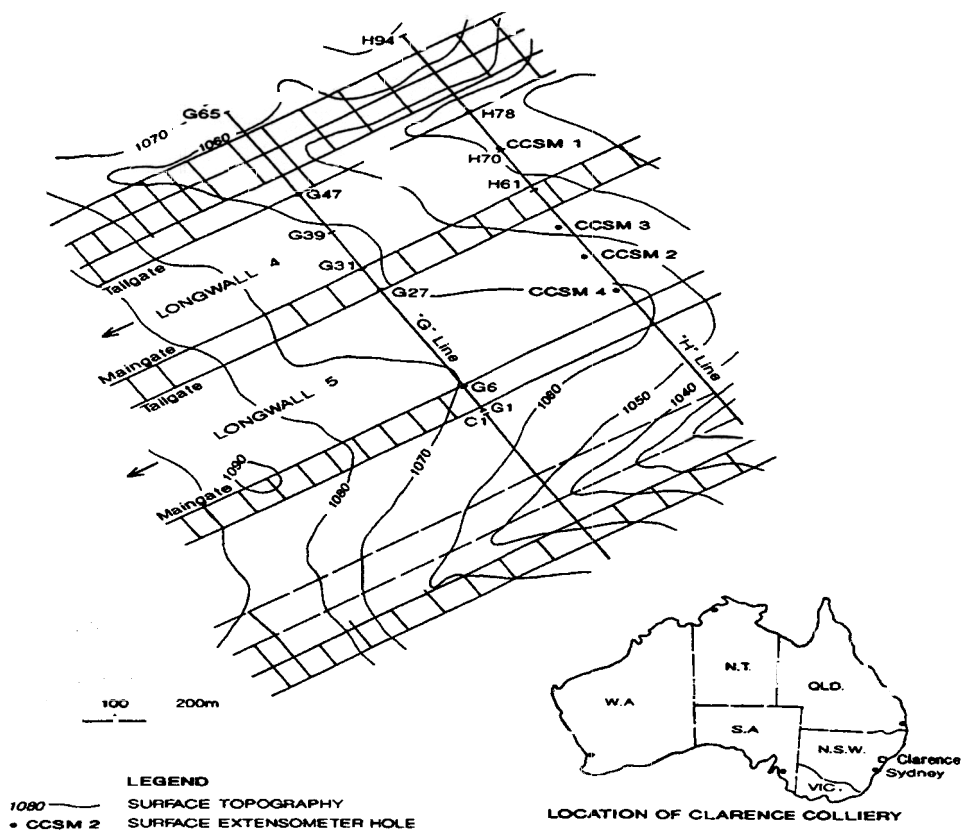 H94
G65
1070
1060
H78
CCSM 1
H70
H61
G47
CCSM 3
G39
CCSM 2
G31
Tailgate
LONGWALL 4
G27
CCSM 4
"G" Line
"H" Line
Maingate
Tailgate
G6
LONGWALL 5
G1
C1
1060
1050
1040
1090
1080
1070
Maingate
100 200m
N.T.
QLD.
W.A
S.A
N.S.W.
Clarence
Sydney
VIC.
LEGEND
1080 SURFACE TOPOGRAPHY
• CCSM 2 SURFACE EXTENSOMETER HOLE
LOCATION OF CLARENCE COLLIERY